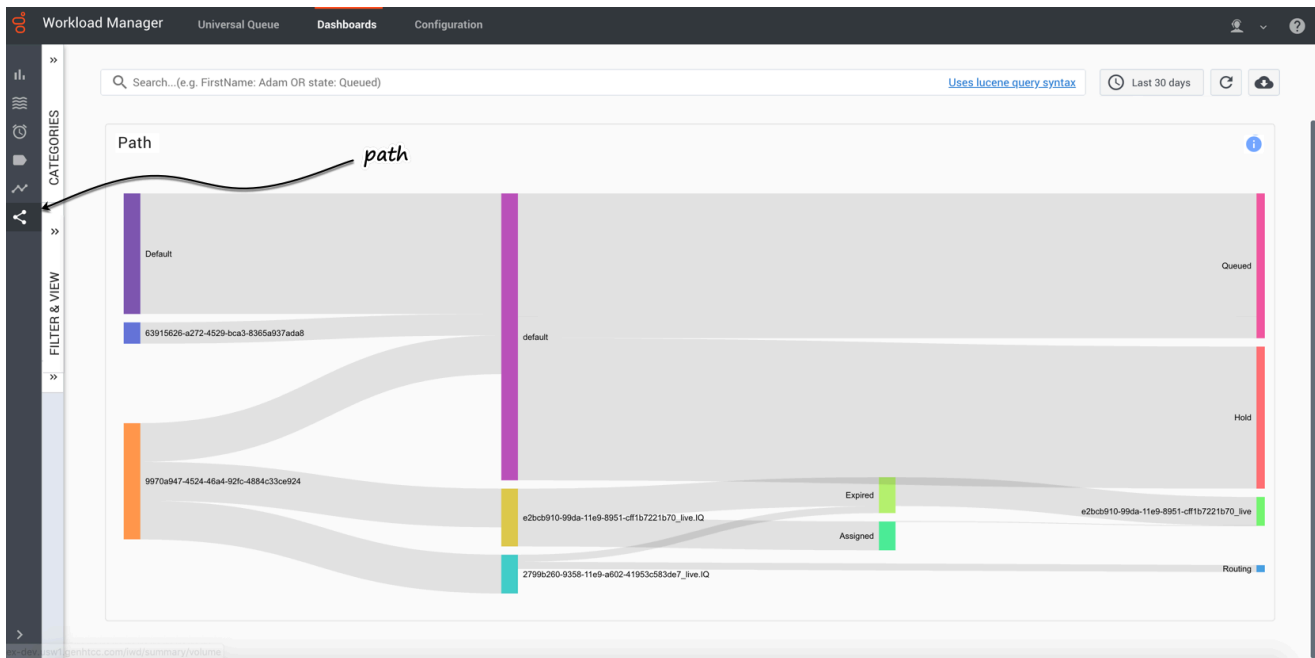 Workload Manager Universal Queue Dashboards Configuration
Search...(e.g. FirstName: Adam OR state: Queued) Uses lucene query syntax Last 30 days
CATEGORIES
FILTER & VIEW
Path
path
Default
63915626-a272-4529-bca3-8365a937ada8
9970a947-4524-46a4-92fc-4884c33ce924
default
e2bcb910-99da-11e9-8951-cff1b7221b70_live.IQ
2799b260-9358-11e9-a602-41953c583de7_live.IQ
Expired
Assigned
Queued
Hold
e2bcb910-99da-11e9-8951-cff1b7221b70_live
Routing